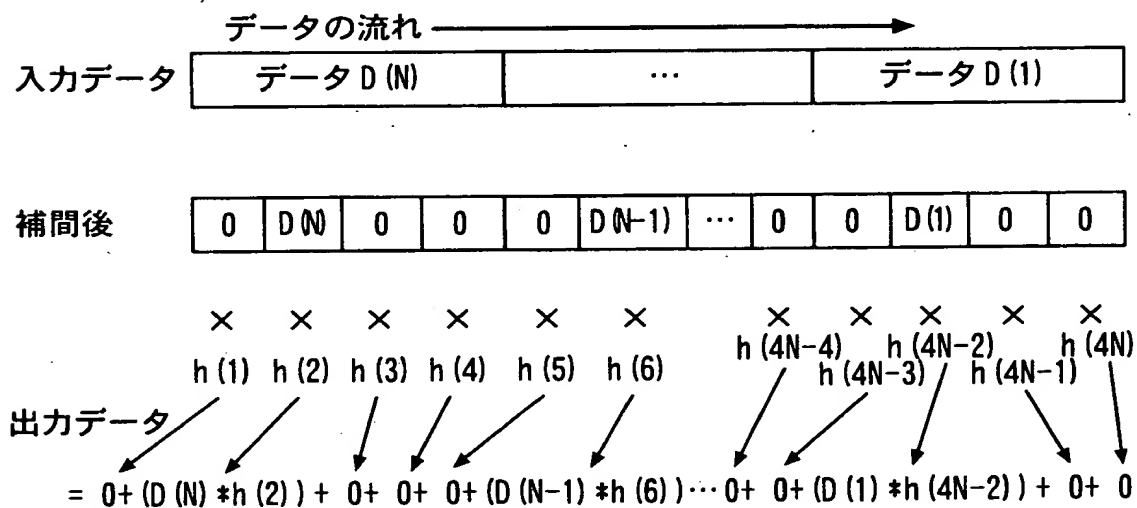 データの流れ
入力データ データD(N) ... データD(1)
補間後 0 D(N) 0 0 0 D(N-1) ... 0 0 D(1) 0 0
× × × × × × × × × × ×
h(1) h(2) h(3) h(4) h(5) h(6) h(4N-4) h(4N-3) h(4N-2) h(4N-1) h(4N)
出力データ
= 0+(D(N)*h(2))+ 0+ 0+ 0+(D(N-1)*h(6))...0+ 0+(D(1)*h(4N-2))+ 0+ 0